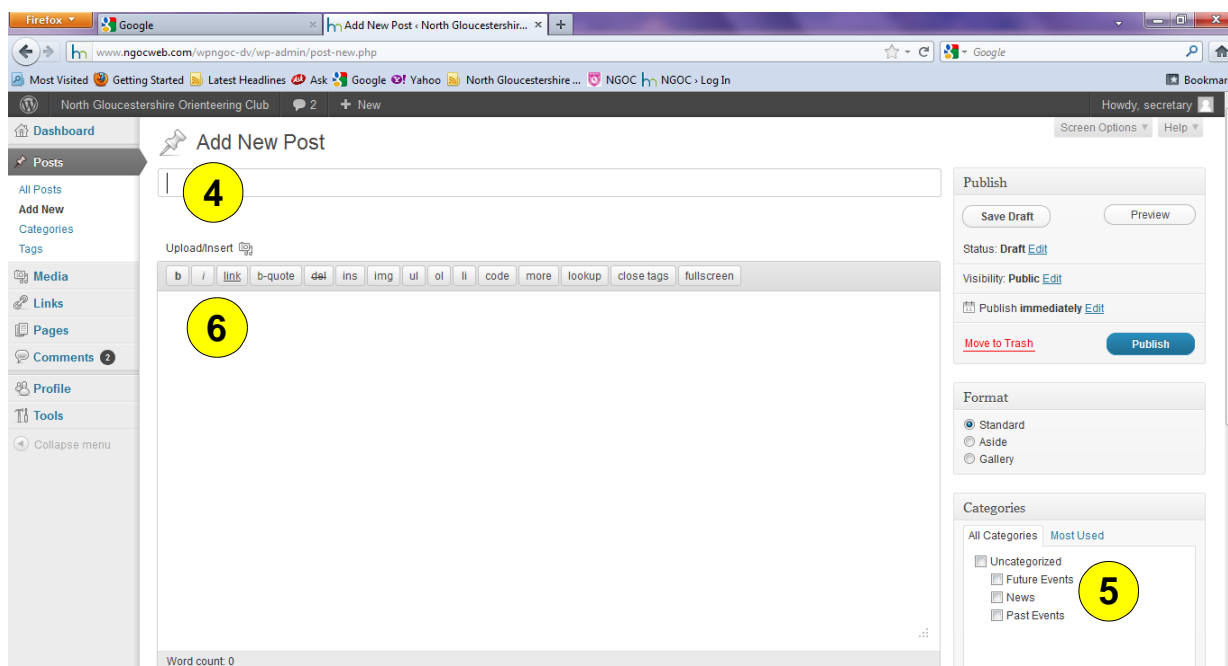 Firefox
Google
Add New Post ‹ North Gloucestershir...
www.ngocweb.com/wpngoc-dv/wp-admin/post-new.php
Google
Most Visited Getting Started Latest Headlines Ask Google Yahoo North Gloucestershire ... NGOC NGOC › Log In
Bookmar
North Gloucestershire Orienteering Club 2 + New
Howdy, secretary
Screen Options Help
Dashboard
Posts
All Posts
Add New
Categories
Tags
Media
Links
Pages
Comments 2
Profile
Tools
Collapse menu
Add New Post
4
Upload/Insert
b i link b-quote del ins img ul ol li code more lookup close tags fullscreen
6
Word count: 0
Publish
Save Draft Preview
Status: Draft Edit
Visibility: Public Edit
Publish immediately Edit
Move to Trash Publish
Format
Standard
Aside
Gallery
Categories
All Categories Most Used
Uncategorized
Future Events
News
Past Events
5